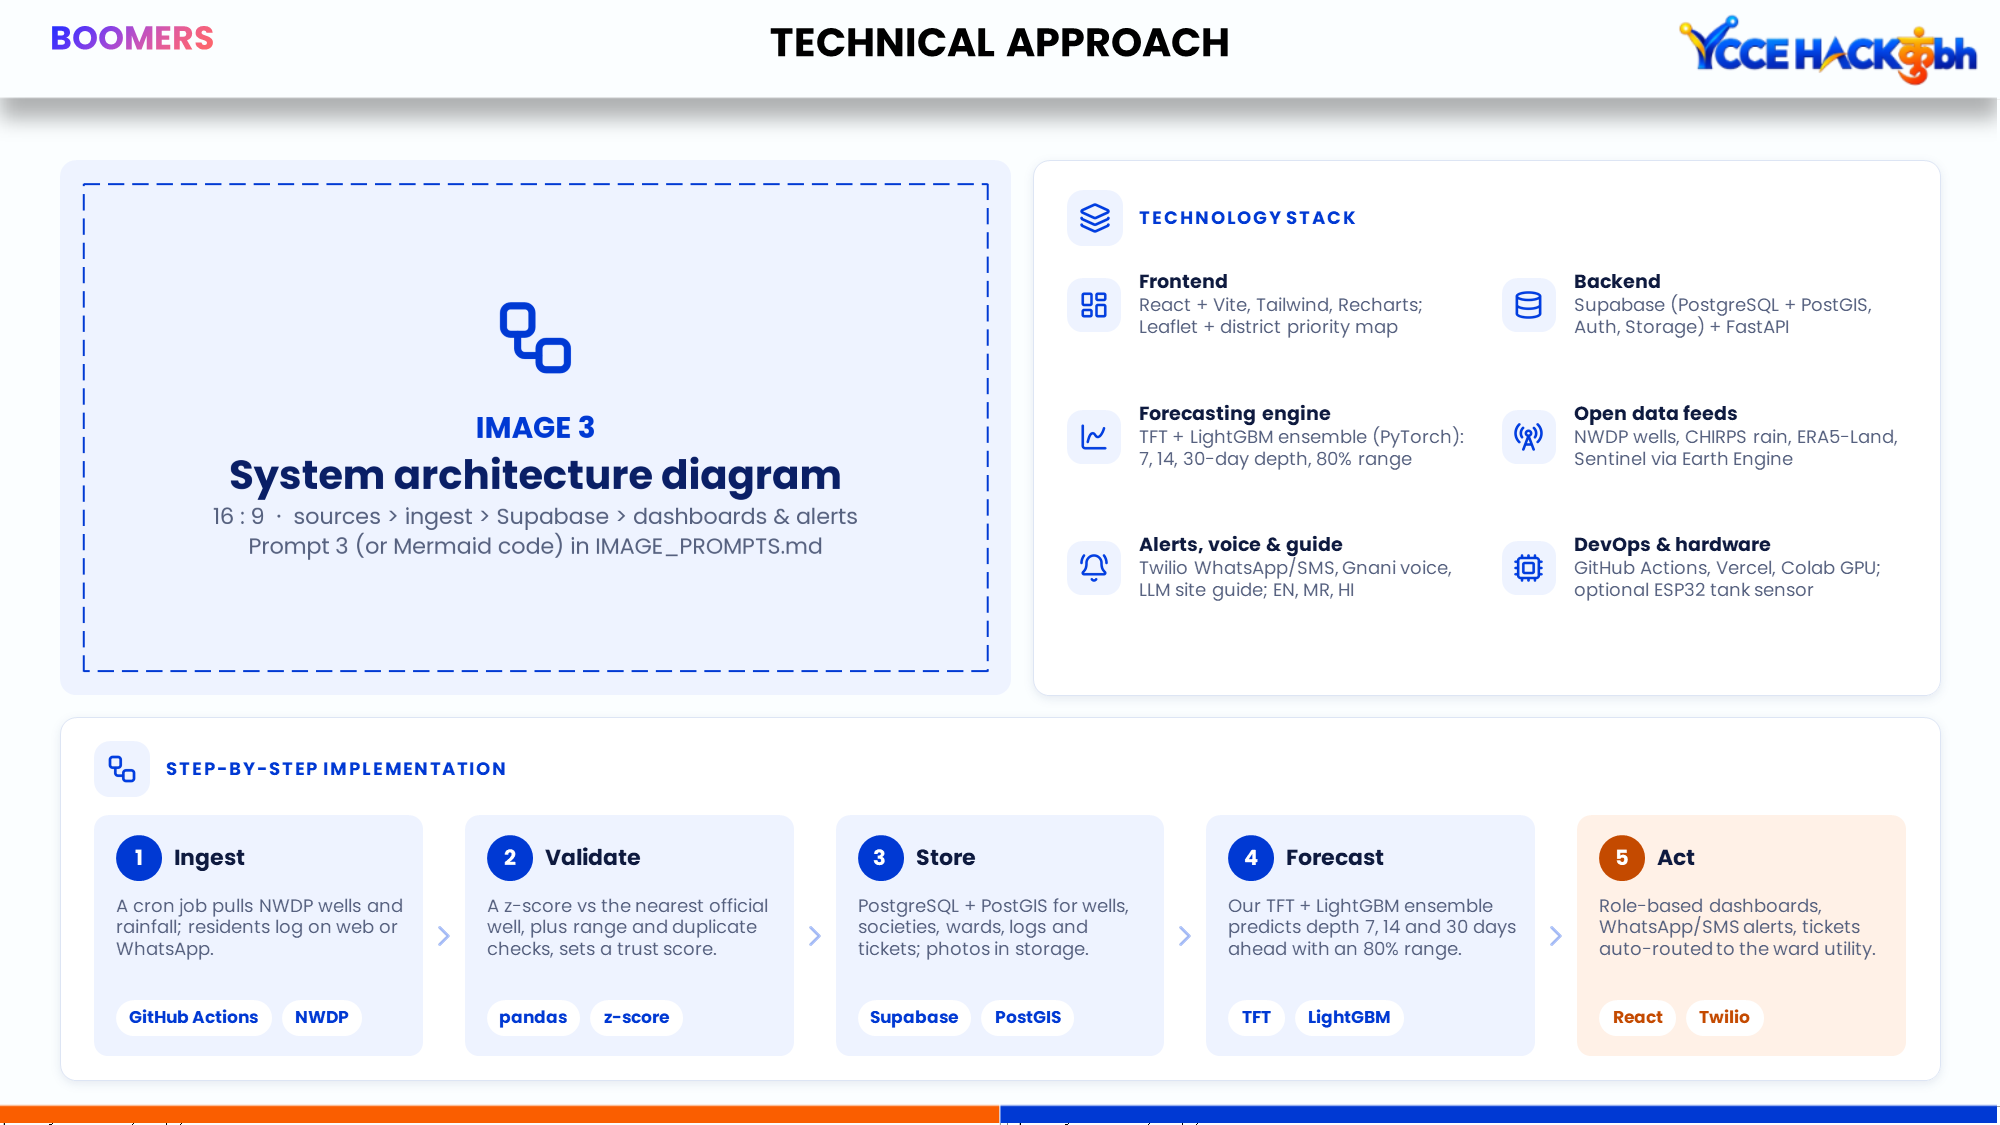 BOOMERS
TECHNICAL APPROACH
YCCE HACKकुंbh
IMAGE 3
System architecture diagram
16 : 9 · sources > ingest > Supabase > dashboards & alerts
Prompt 3 (or Mermaid code) in IMAGE_PROMPTS.md
TECHNOLOGY STACK
Frontend
React + Vite, Tailwind, Recharts;
Leaflet + district priority map
Backend
Supabase (PostgreSQL + PostGIS,
Auth, Storage) + FastAPI
Forecasting engine
TFT + LightGBM ensemble (PyTorch):
7, 14, 30-day depth, 80% range
Open data feeds
NWDP wells, CHIRPS rain, ERA5-Land,
Sentinel via Earth Engine
Alerts, voice & guide
Twilio WhatsApp/SMS, Gnani voice,
LLM site guide; EN, MR, HI
DevOps & hardware
GitHub Actions, Vercel, Colab GPU;
optional ESP32 tank sensor
STEP-BY-STEP IMPLEMENTATION
1 Ingest
A cron job pulls NWDP wells and
rainfall; residents log on web or
WhatsApp.
GitHub Actions NWDP
2 Validate
A z-score vs the nearest official
well, plus range and duplicate
checks, sets a trust score.
pandas z-score
3 Store
PostgreSQL + PostGIS for wells,
societies, wards, logs and
tickets; photos in storage.
Supabase PostGIS
4 Forecast
Our TFT + LightGBM ensemble
predicts depth 7, 14 and 30 days
ahead with an 80% range.
TFT LightGBM
5 Act
Role-based dashboards,
WhatsApp/SMS alerts, tickets
auto-routed to the ward utility.
React Twilio